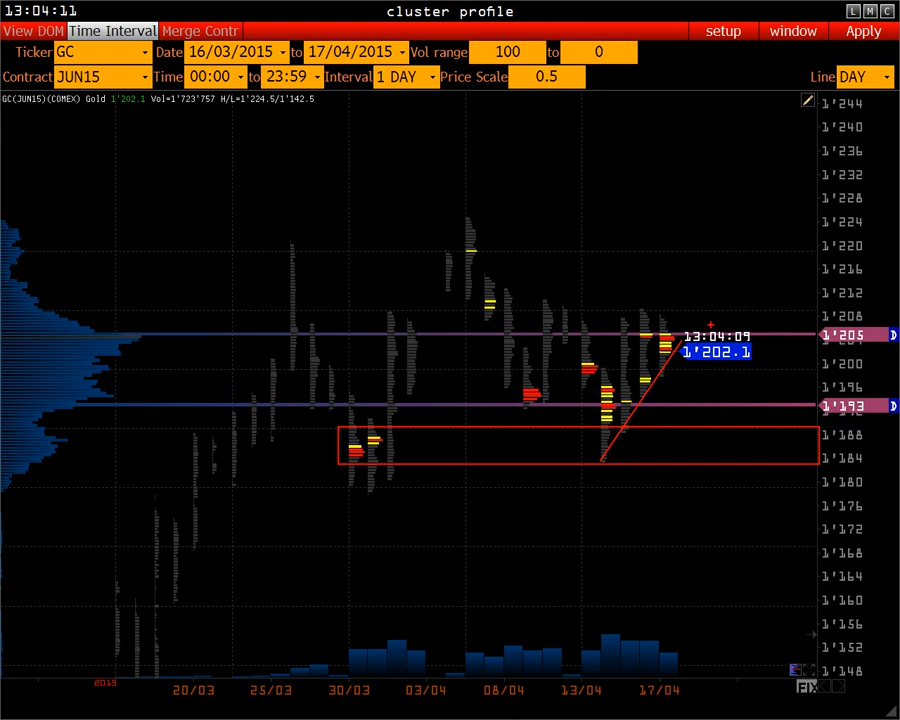 13:04:11 cluster profile L M C
View DOM Time Interval Merge Contr setup window Apply
Ticker GC Date 16/03/2015 to 17/04/2015 Vol range 100 to 0
Contract JUN15 Time 00:00 to 23:59 Interval 1 DAY Price Scale 0.5 Line DAY
GC(JUN15)(COMEX) Gold 1'202.1 Vol=1'723'757 H/L=1'224.5/1'142.5
1'244
1'240
1'236
1'232
1'228
1'224
1'220
1'216
1'212
1'208
1'205 D
13:04:09
1'202.1
1'200
1'196
1'193 D
1'188
1'184
1'180
1'176
1'172
1'168
1'164
1'160
1'156
1'152
1'148
2015
20/03 25/03 30/03 03/04 08/04 13/04 17/04
FIX